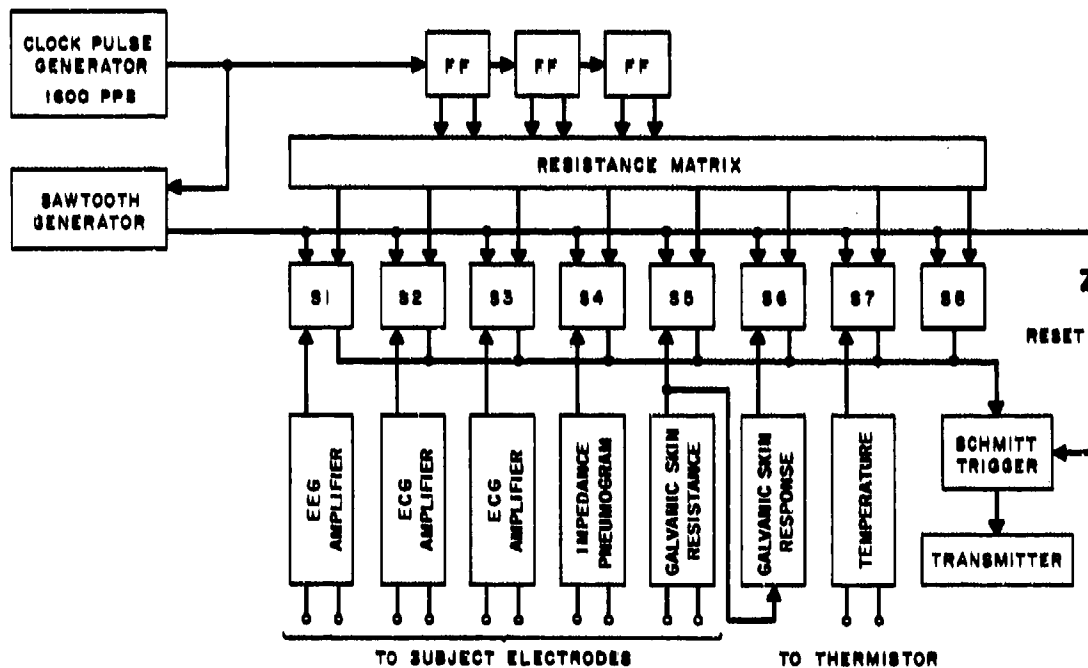 CLOCK PULSE
GENERATOR
1600 PPS
FF
FF
FF
RESISTANCE MATRIX
SAWTOOTH
GENERATOR
S1
S2
S3
S4
S5
S6
S7
S8
RESET
EEG
AMPLIFIER
ECG
AMPLIFIER
ECG
AMPLIFIER
IMPEDANCE
PNEUMOGRAM
GALVANIC SKIN
RESISTANCE
GALVANIC SKIN
RESPONSE
TEMPERATURE
SCHMITT
TRIGGER
TRANSMITTER
TO SUBJECT ELECTRODES
TO THERMISTOR